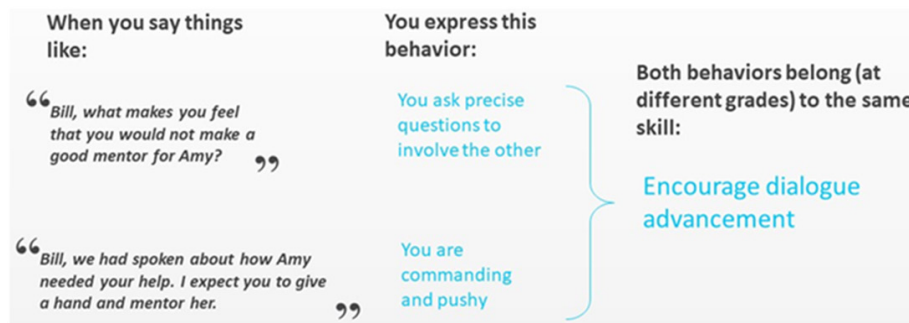 When you say things
like:
“Bill, what makes you feel
that you would not make a
good mentor for Amy?”
“Bill, we had spoken about how Amy
needed your help. I expect you to give
a hand and mentor her.”
You express this
behavior:
You ask precise
questions to
involve the other
You are
commanding
and pushy
Both behaviors belong (at
different grades) to the same
skill:
Encourage dialogue
advancement